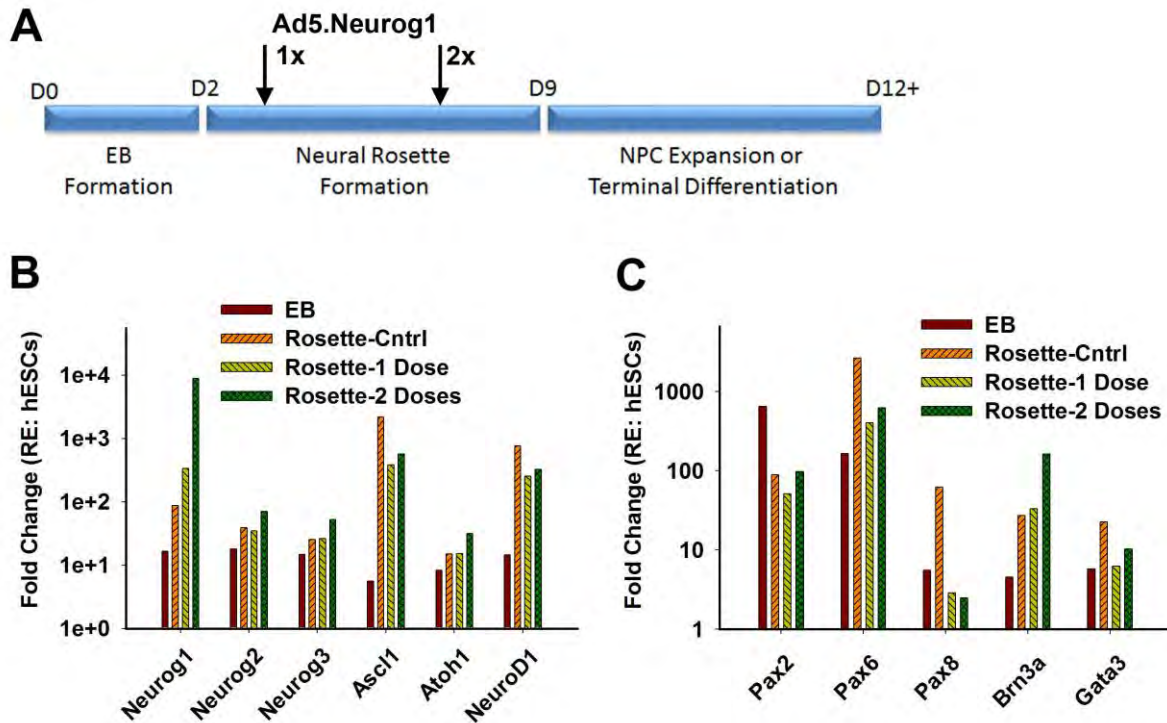 A
Ad5.Neurog1
1x
2x
D0
D2
D9
D12+
EB
Formation
Neural Rosette
Formation
NPC Expansion or
Terminal Differentiation
B
EB
Rosette-Cntrl
Rosette-1 Dose
Rosette-2 Doses
Fold Change (RE: hESCs)
1e+4
1e+3
1e+2
1e+1
1e+0
Neurog1
Neurog2
Neurog3
Ascl1
Atoh1
NeuroD1
C
EB
Rosette-Cntrl
Rosette-1 Dose
Rosette-2 Doses
Fold Change (RE: hESCs)
1000
100
10
1
Pax2
Pax6
Pax8
Brn3a
Gata3